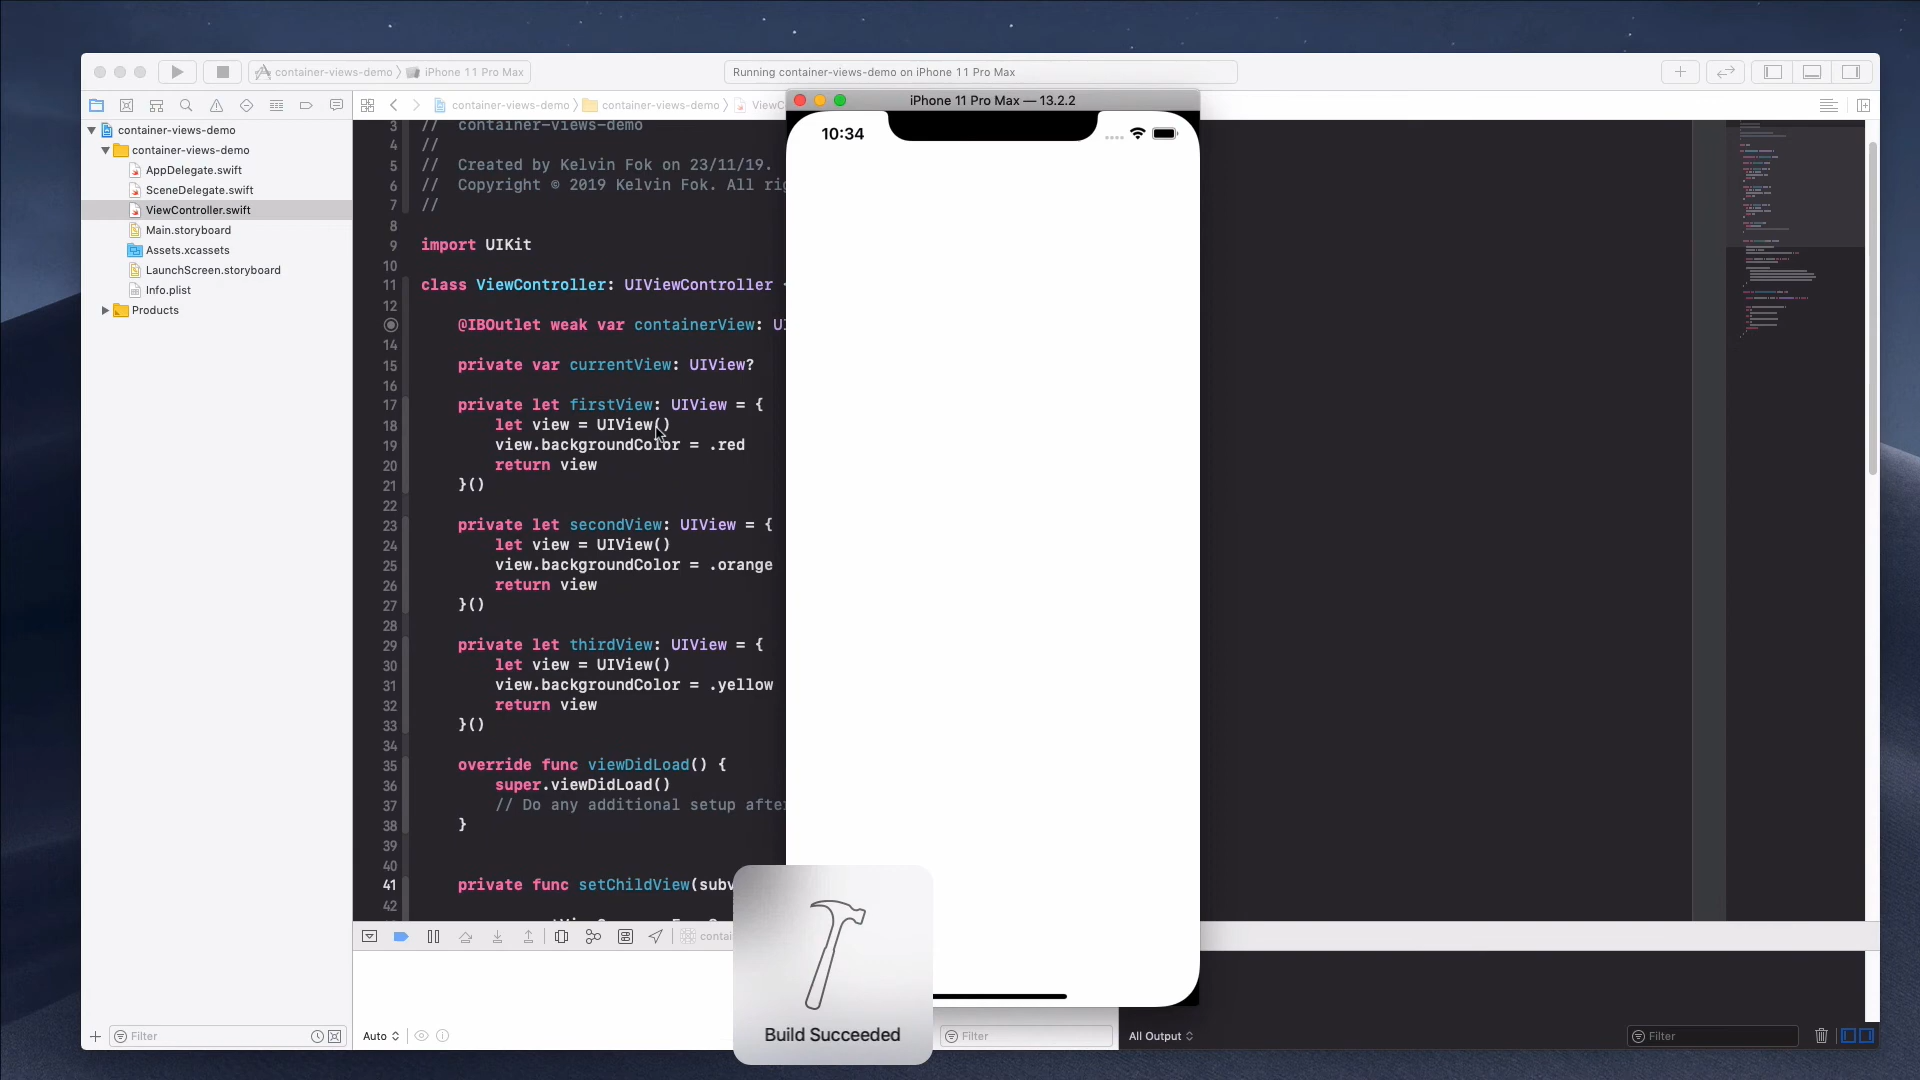 container-views-demo
iPhone 11 Pro Max
Running container-views-demo on iPhone 11 Pro Max
container-views-demo
container-views-demo
ViewC
container-views-demo
container-views-demo
AppDelegate.swift
SceneDelegate.swift
ViewController.swift
Main.storyboard
Assets.xcassets
LaunchScreen.storyboard
Info.plist
Products
3 // container-views-demo
4 //
5 // Created by Kelvin Fok on 23/11/19.
6 // Copyright © 2019 Kelvin Fok. All rig
7 //
8
9 import UIKit
10
11 class ViewController: UIViewController
12
@IBOutlet weak var containerView: UI
14
15 private var currentView: UIView?
16
17 private let firstView: UIView = {
18 let view = UIView()
19 view.backgroundColor = .red
20 return view
21 }()
22
23 private let secondView: UIView = {
24 let view = UIView()
25 view.backgroundColor = .orange
26 return view
27 }()
28
29 private let thirdView: UIView = {
30 let view = UIView()
31 view.backgroundColor = .yellow
32 return view
33 }()
34
35 override func viewDidLoad() {
36 super.viewDidLoad()
37 // Do any additional setup afte
38 }
39
40
41 private func setChildView(subv
42
iPhone 11 Pro Max — 13.2.2
10:34
contai
Build Succeeded
Filter
Auto
Filter
All Output
Filter